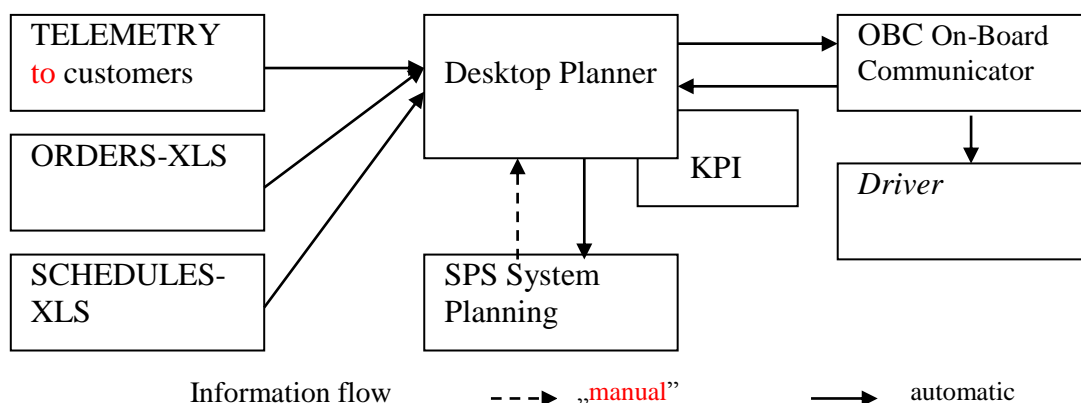 TELEMETRY
to customers
ORDERS-XLS
SCHEDULES-
XLS
Desktop Planner
KPI
SPS System
Planning
OBC On-Board
Communicator
Driver
Information flow
„manual”
automatic